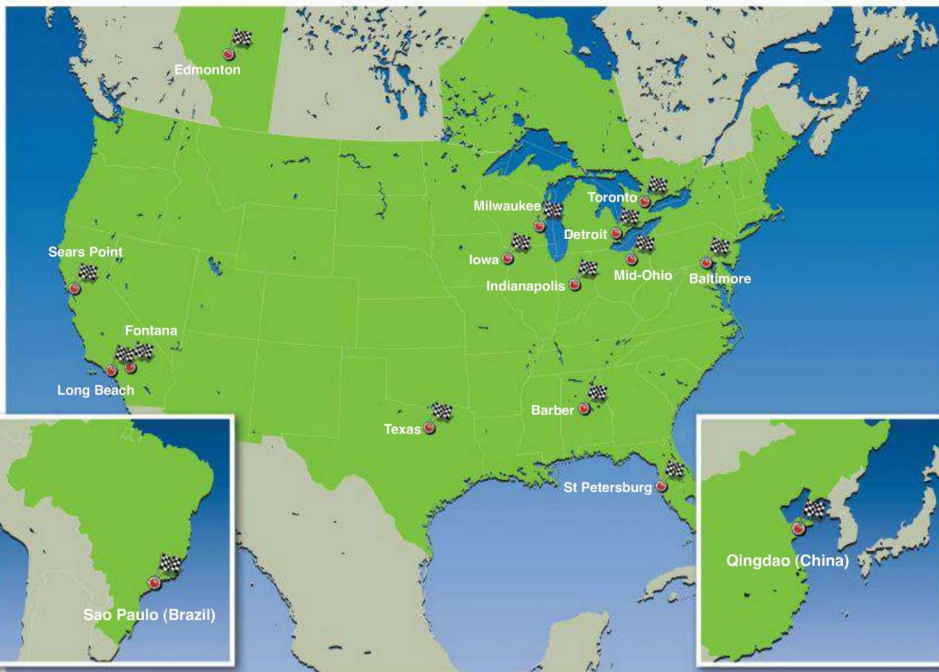 Edmonton
Milwaukee
Toronto
Detroit
Sears Point
Iowa
Mid-Ohio
Baltimore
Indianapolis
Fontana
Long Beach
Barber
Texas
St Petersburg
Qingdao (China)
Sao Paulo (Brazil)